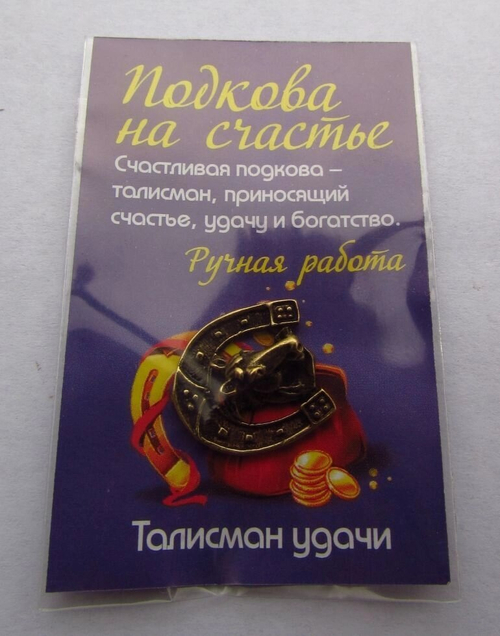 Подкова
на счастье
Счастливая подкова –
талисман, приносящий
счастье, удачу и богатство.
Ручная работа
Талисман удачи